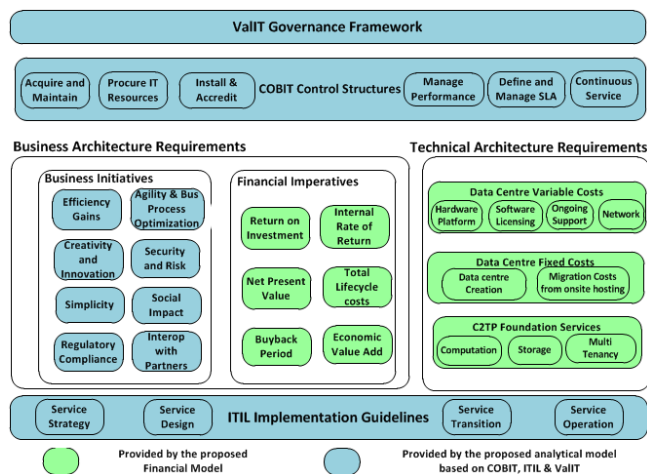 ValIT Governance Framework
Acquire and
Maintain
Procure IT
Resources
Install &
Accredit
COBIT Control Structures
Manage
Performance
Define and
Manage SLA
Continuous
Service
Business Architecture Requirements
Technical Architecture Requirements
Business Initiatives
Efficiency
Gains
Agility & Bus
Process
Optimization
Creativity
and
Innovation
Security
and Risk
Simplicity
Social
Impact
Regulatory
Compliance
Interop
with
Partners
Financial Imperatives
Return on
Investment
Internal
Rate of
Return
Net Present
Value
Total
Lifecycle
costs
Buyback
Period
Economic
Value Add
Data Centre Variable Costs
Hardware
Platform
Software
Licensing
Ongoing
Support
Network
Data Centre Fixed Costs
Data centre
Creation
Migration Costs
from onsite hosting
C2TP Foundation Services
Computation
Storage
Multi
Tenancy
Service
Strategy
Service
Design
ITIL Implementation Guidelines
Service
Transition
Service
Operation
Provided by the proposed
Financial Model
Provided by the proposed analytical model
based on COBIT, ITIL & ValIT